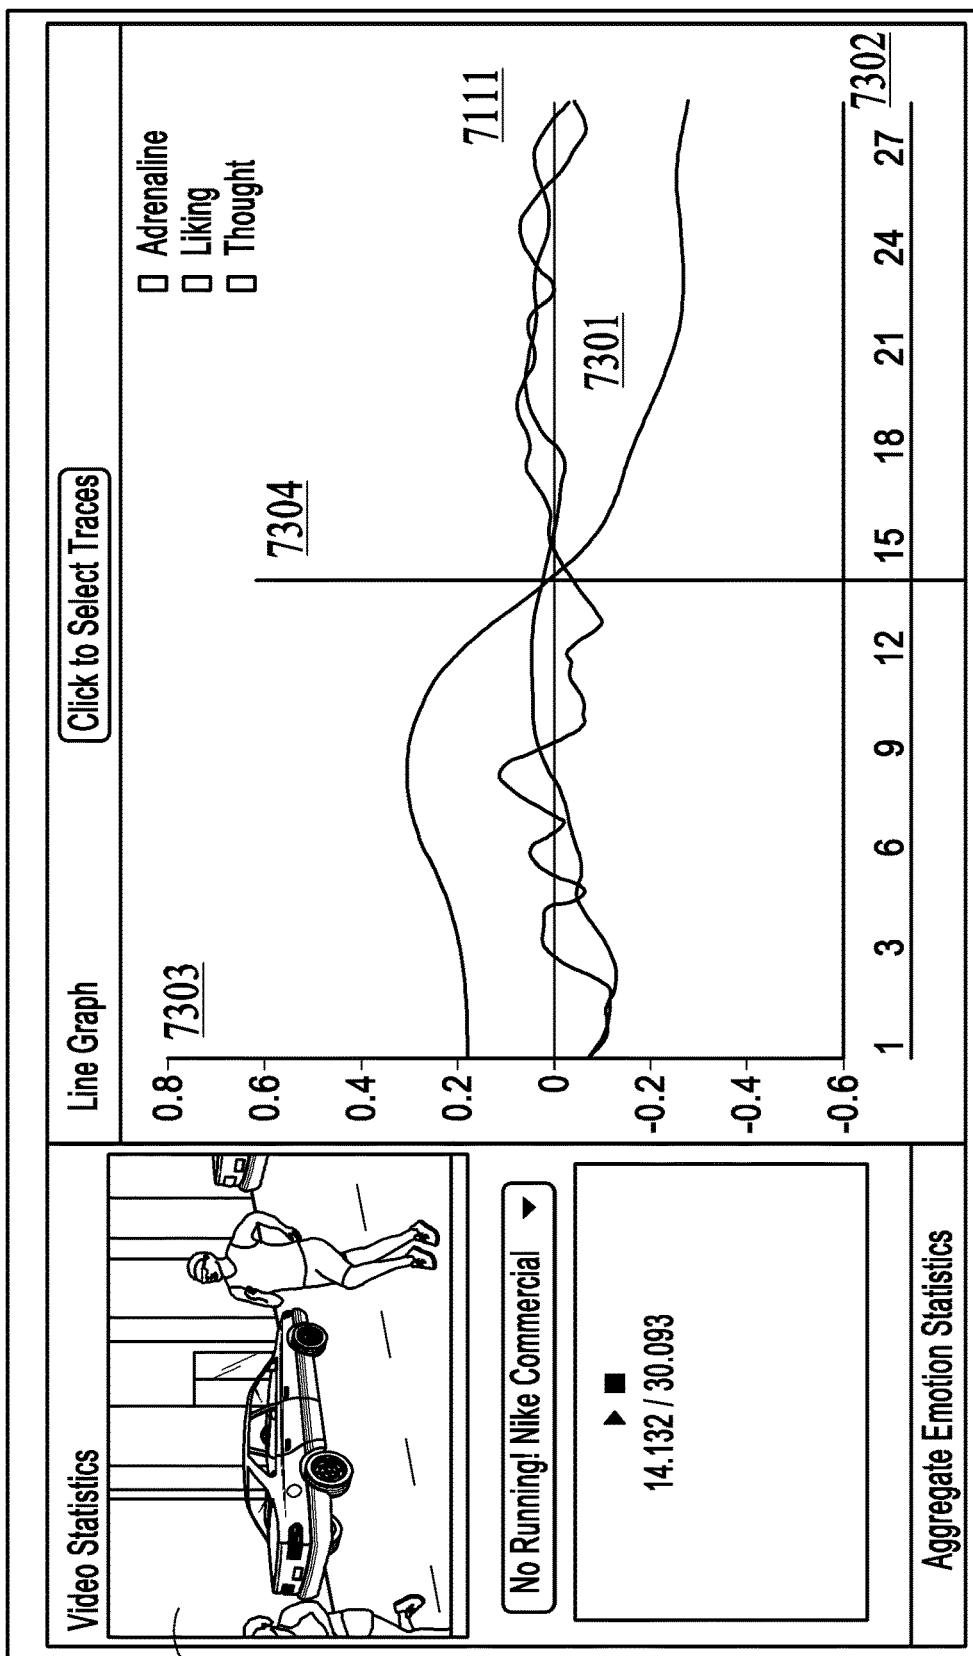 Video Statistics
No Running! Nike Commercial
14.132 / 30.093
Line Graph
Click to Select Traces
7303
7304
7111
7301
7302
Adrenaline
Liking
Thought
0.8
0.6
0.4
0.2
0
-0.2
-0.4
-0.6
1 3 6 9 12 15 18 21 24 27
Aggregate Emotion Statistics